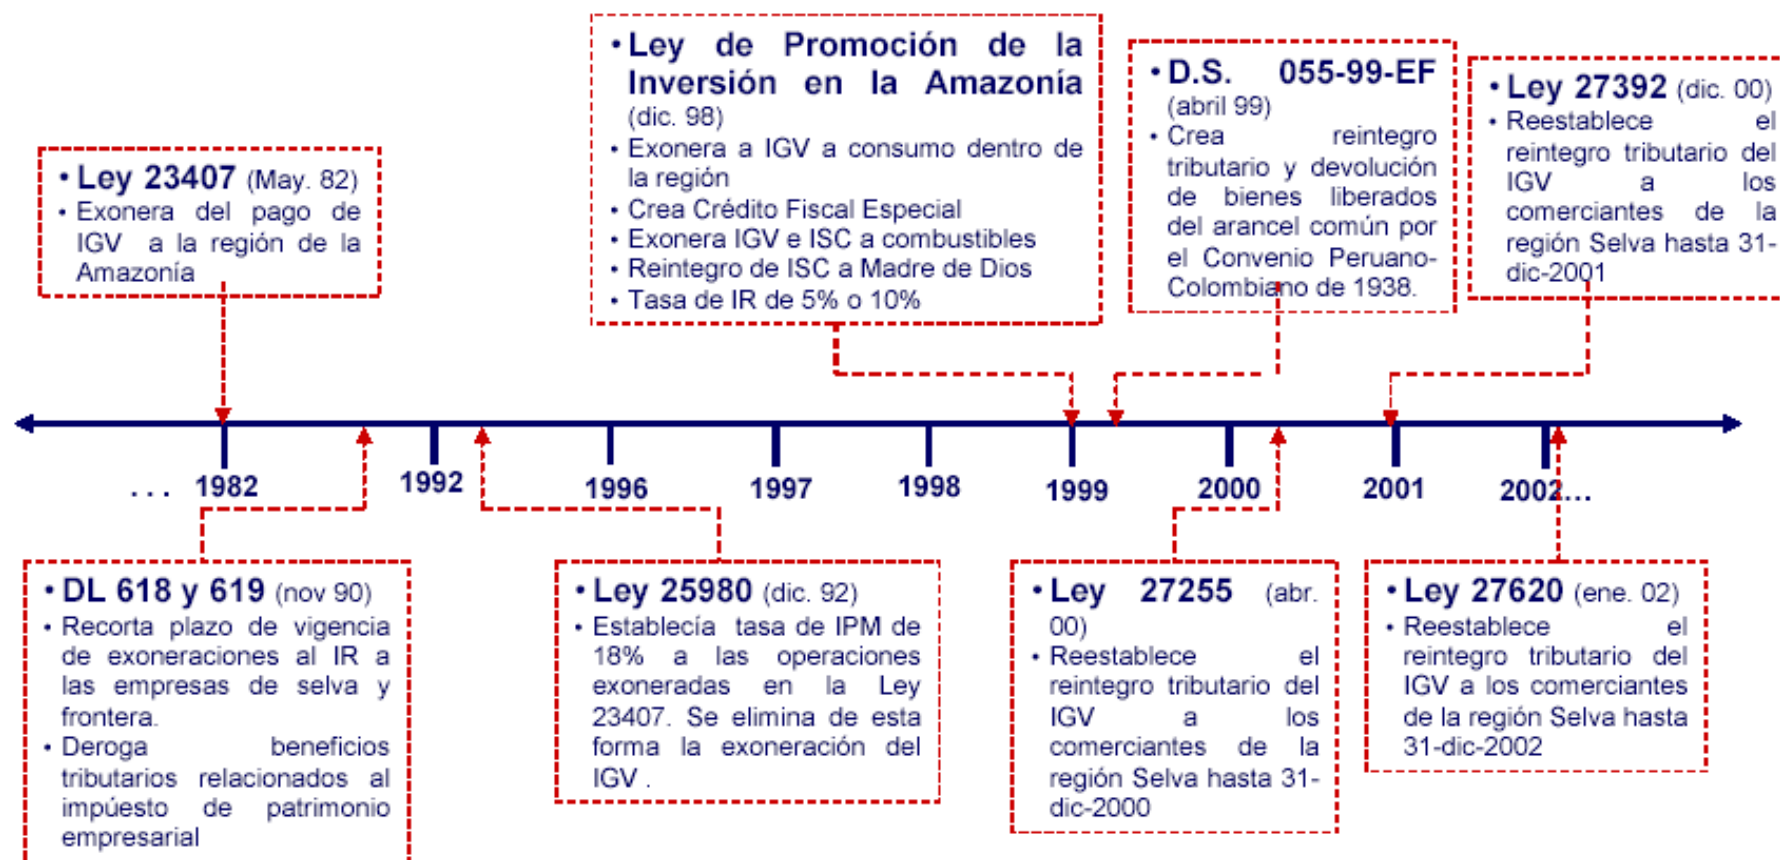 • Ley 23407 (May. 82)
• Exonera del pago de
IGV a la región de la
Amazonía
• Ley de Promoción de la
Inversión en la Amazonía
(dic. 98)
• Exonera a IGV a consumo dentro de
la región
• Crea Crédito Fiscal Especial
• Exonera IGV e ISC a combustibles
• Reintegro de ISC a Madre de Dios
• Tasa de IR de 5% o 10%
• D.S. 055-99-EF
(abril 99)
• Crea reintegro
tributario y devolución
de bienes liberados
del arancel común por
el Convenio Peruano-
Colombiano de 1938.
• Ley 27392 (dic. 00)
• Reestablece el
reintegro tributario del
IGV a los
comerciantes de la
región Selva hasta 31-
dic-2001
... 1982 1992 1996 1997 1998 1999 2000 2001 2002...
• DL 618 y 619 (nov 90)
• Recorta plazo de vigencia
de exoneraciones al IR a
las empresas de selva y
frontera.
• Deroga beneficios
tributarios relacionados al
impúesto de patrimonio
empresarial
• Ley 25980 (dic. 92)
• Establecía tasa de IPM de
18% a las operaciones
exoneradas en la Ley
23407. Se elimina de esta
forma la exoneración del
IGV .
• Ley 27255 (abr.
00)
• Reestablece el
reintegro tributario del
IGV a los
comerciantes de la
región Selva hasta 31-
dic-2000
• Ley 27620 (ene. 02)
• Reestablece el
reintegro tributario del
IGV a los comerciantes
de la región Selva hasta
31-dic-2002